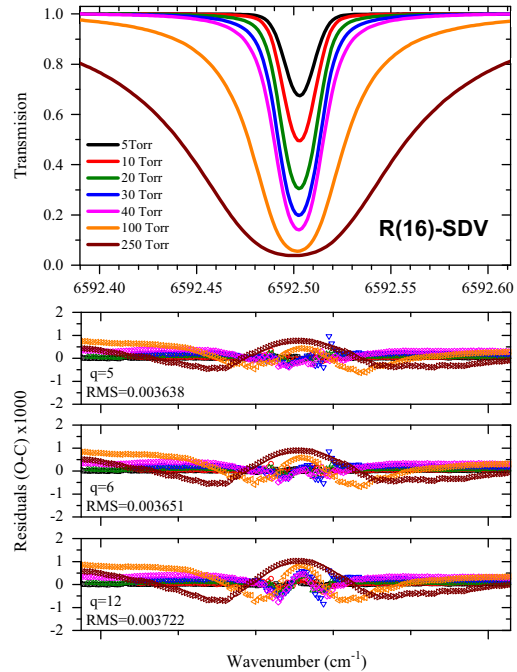 1.0
0.8
0.6
0.4
0.2
0.0
Transmision
5Torr
10 Torr
20 Torr
30 Torr
40 Torr
100 Torr
250 Torr
R(16)-SDV
6592.40 6592.45 6592.50 6592.55 6592.60
Residuals (O-C) x1000
2
1
0
-1
-2
q=5
RMS=0.003638
2
1
0
-1
-2
q=6
RMS=0.003651
2
1
0
-1
-2
q=12
RMS=0.003722
Wavenumber (cm-1)